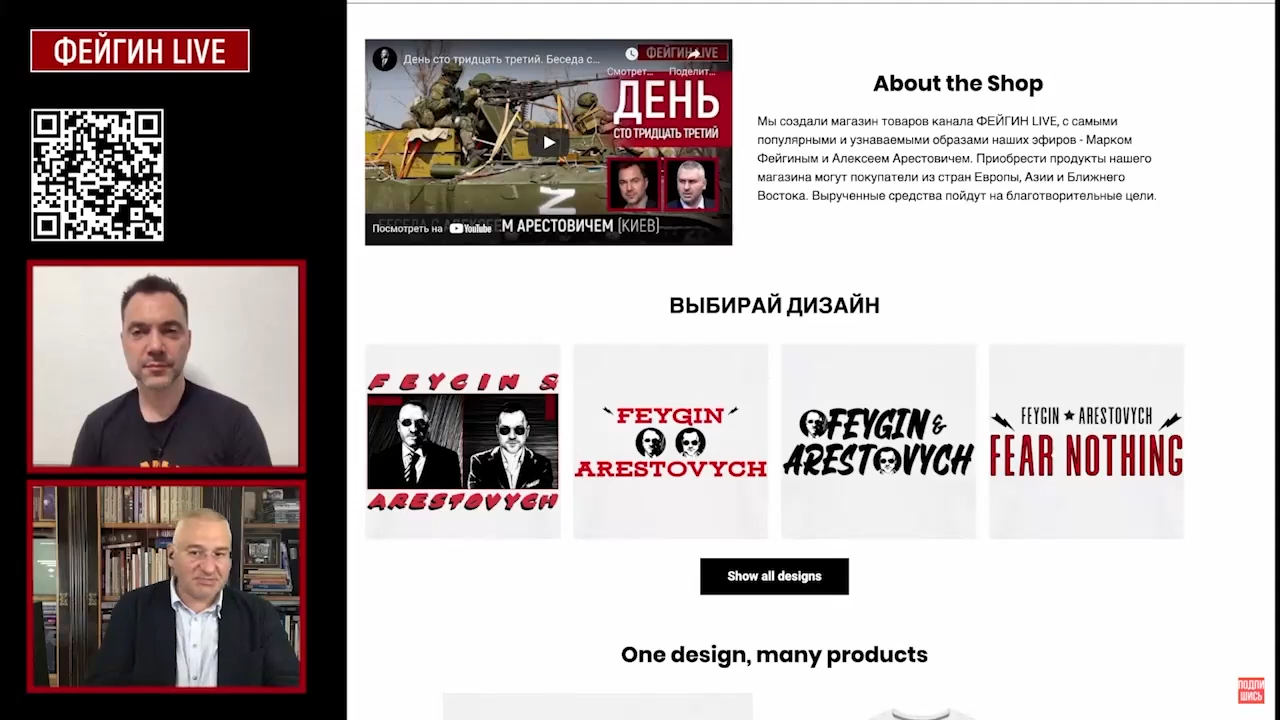 ФЕЙГИН LIVE
День сто тридцать третий. Беседа с...
ФЕЙГИН LIVE
Смотрет... Поделит...
ДЕНЬ
СТО ТРИДЦАТЬ ТРЕТИЙ
БЕСЕДА С АЛЕКСЕЕМ АРЕСТОВИЧЕМ (КИЕВ)
Посмотреть на YouTube
About the Shop
Мы создали магазин товаров канала ФЕЙГИН LIVE, с самыми
популярными и узнаваемыми образами наших эфиров - Марком
Фейгиным и Алексеем Арестовичем. Приобрести продукты нашего
магазина могут покупатели из стран Европы, Азии и Ближнего
Востока. Вырученные средства пойдут на благотворительные цели.
ВЫБИРАЙ ДИЗАЙН
FEYGIN &
ARESTOVYCH
FEYGIN
ARESTOVYCH
FEYGIN &
ARESTOVYCH
FEYGIN ★ ARESTOVYCH
FEAR NOTHING
Show all designs
One design, many products
ПОДПИ
ШИСЬ